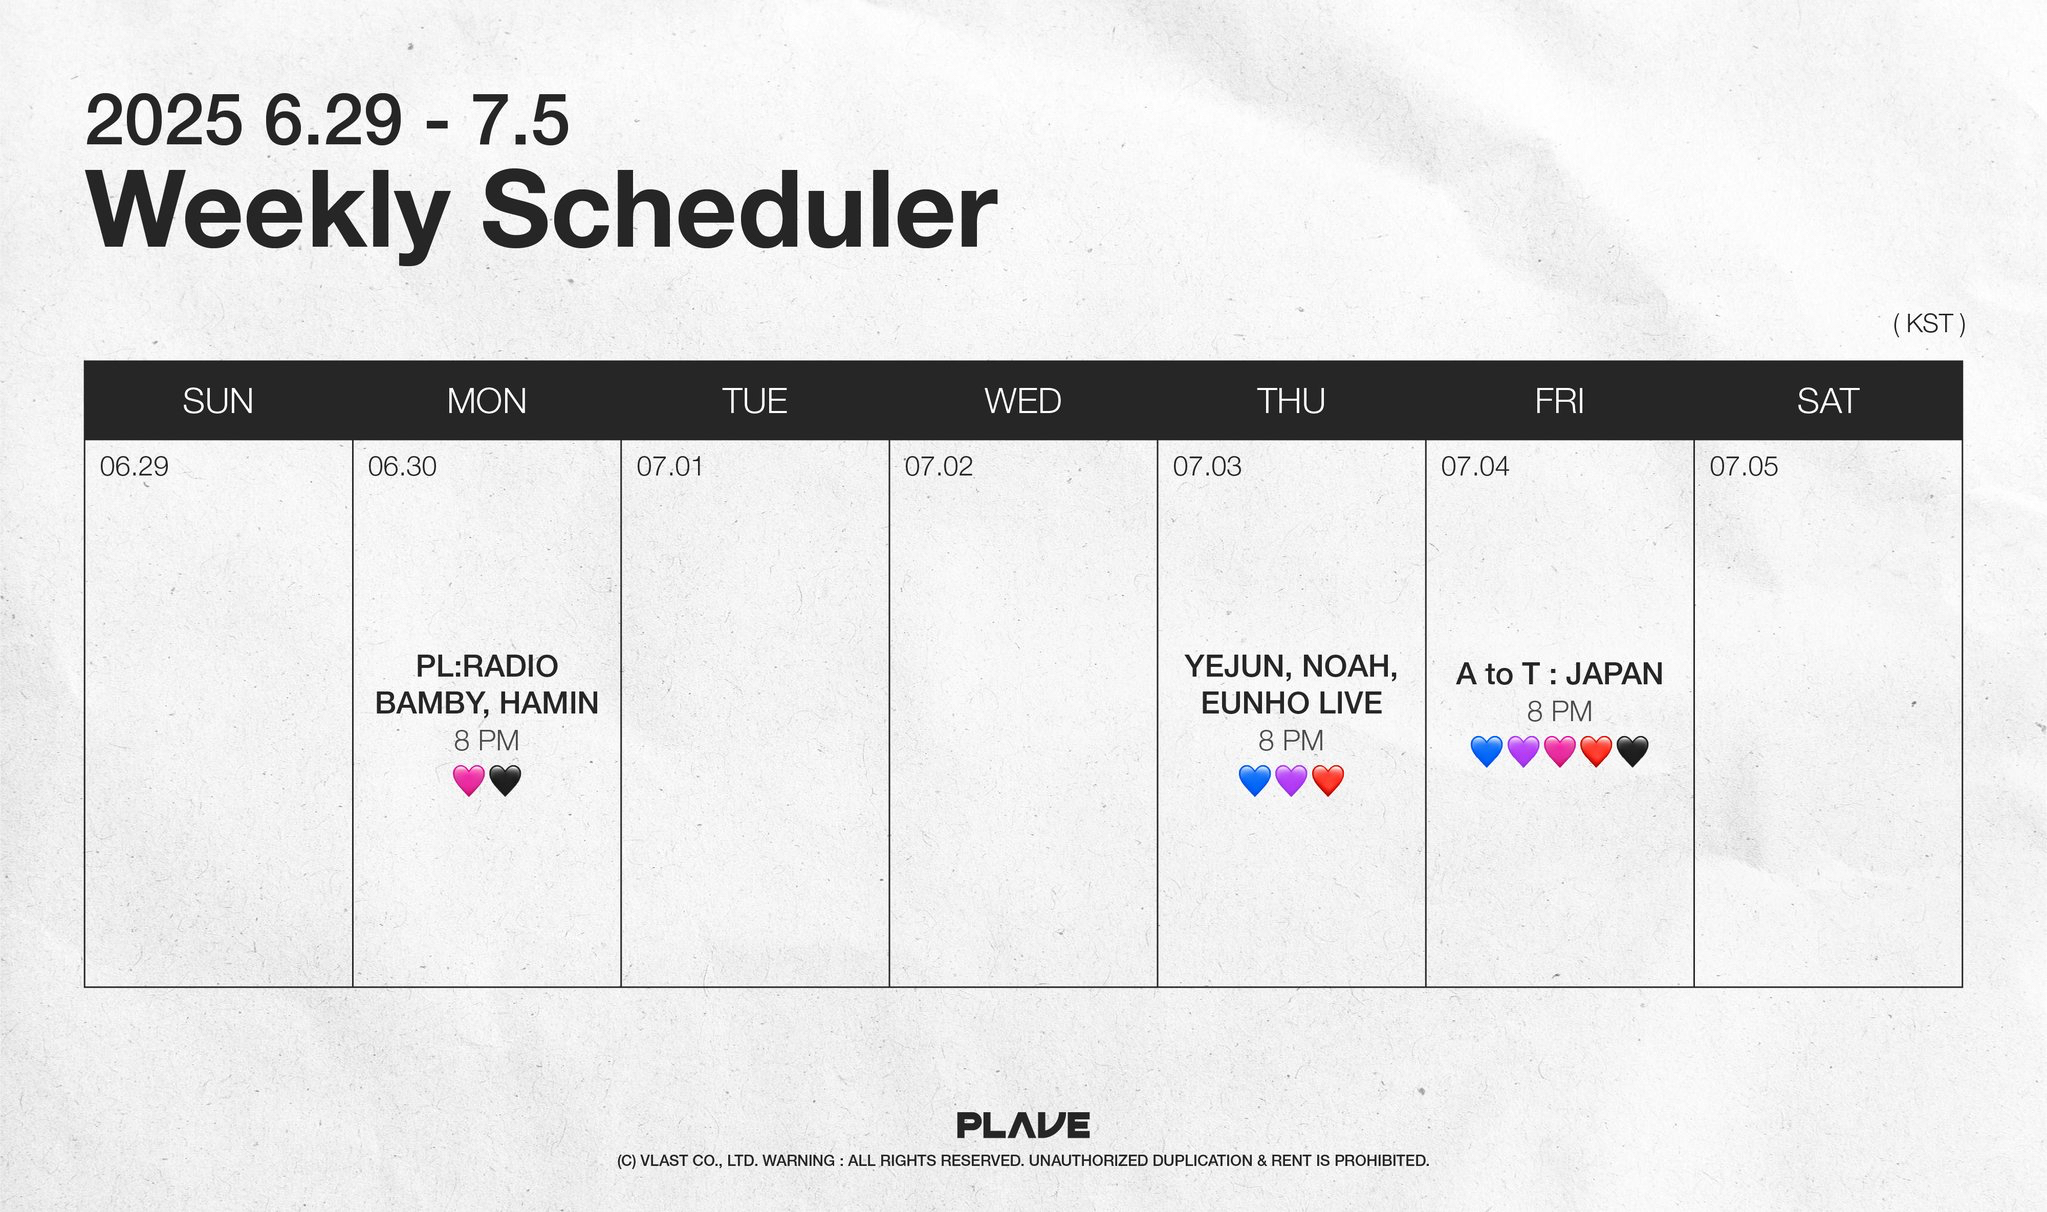 2025 6.29 - 7.5
Weekly Scheduler
( KST )
SUN MON TUE WED THU FRI SAT
06.29 06.30 07.01 07.02 07.03 07.04 07.05
PL:RADIO
BAMBY, HAMIN
8 PM
🩷🖤
YEJUN, NOAH,
EUNHO LIVE
8 PM
💙💜❤️
A to T : JAPAN
8 PM
💙💜🩷❤️🖤
PLAVE
(C) VLAST CO., LTD. WARNING : ALL RIGHTS RESERVED. UNAUTHORIZED DUPLICATION & RENT IS PROHIBITED.